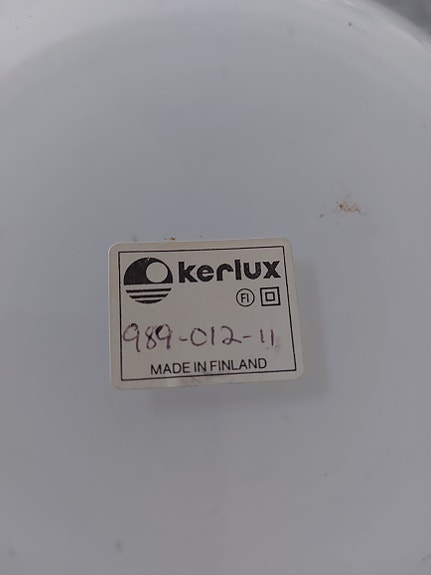 kerlux
FI
989-012-11
MADE IN FINLAND